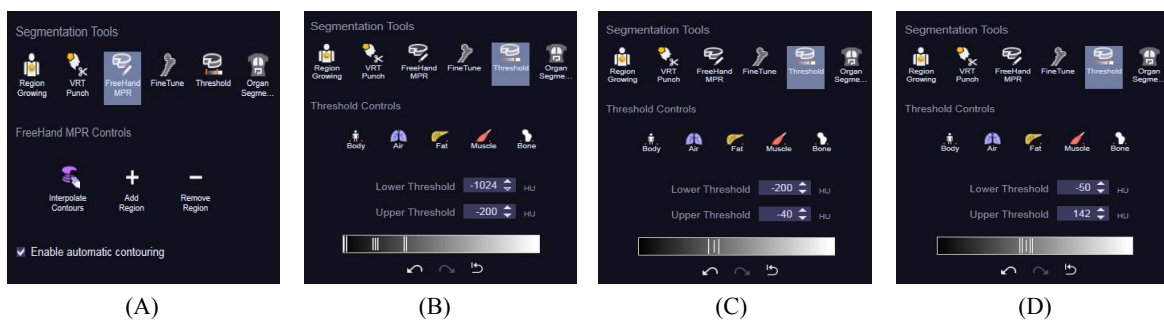 Segmentation Tools
Region Growing
VRT Punch
FreeHand MPR
FineTune
Threshold
Organ Segme...
FreeHand MPR Controls
Interpolate Contours
Add Region
Remove Region
Enable automatic contouring
(A)
Segmentation Tools
Region Growing
VRT Punch
FreeHand MPR
FineTune
Threshold
Organ Segme...
Threshold Controls
Body
Air
Fat
Muscle
Bone
Lower Threshold -1024 HU
Upper Threshold -200 HU
(B)
Segmentation Tools
Region Growing
VRT Punch
FreeHand MPR
FineTune
Threshold
Organ Segme...
Threshold Controls
Body
Air
Fat
Muscle
Bone
Lower Threshold -200 HU
Upper Threshold -40 HU
(C)
Segmentation Tools
Region Growing
VRT Punch
FreeHand MPR
FineTune
Threshold
Organ Segme...
Threshold Controls
Body
Air
Fat
Muscle
Bone
Lower Threshold -50 HU
Upper Threshold 142 HU
(D)